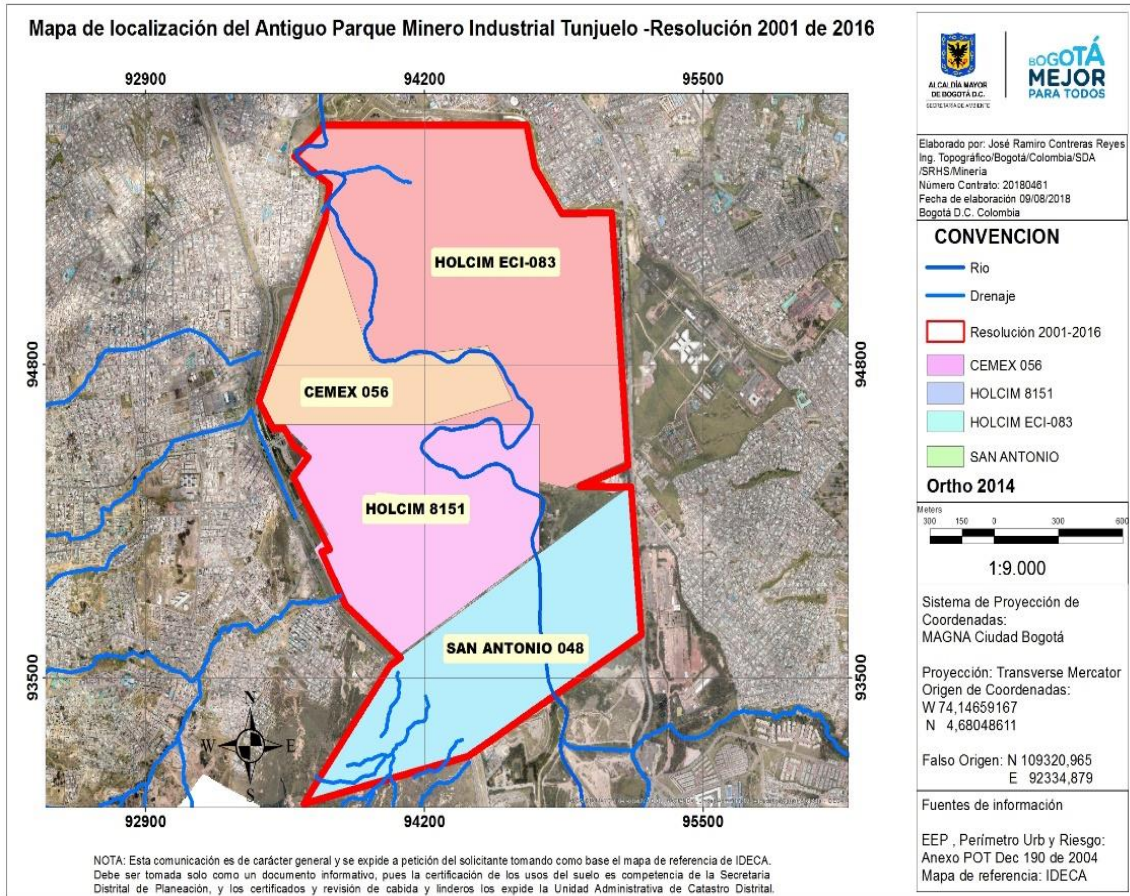 Mapa de localización del Antiguo Parque Minero Industrial Tunjuelo -Resolución 2001 de 2016
92900 94200 95500
94800 94800
93500 93500
HOLCIM ECI-083
CEMEX 056
HOLCIM 8151
SAN ANTONIO 048
N
W E
S
92900 94200 95500
NOTA: Esta comunicación es de carácter general y se expide a petición del solicitante tomando como base el mapa de referencia de IDECA.
Debe ser tomada solo como un documento informativo, pues la certificación de los usos del suelo es competencia de la Secretaria
Distrital de Planeación, y los certificados y revisión de cabida y linderos los expide la Unidad Administrativa de Catastro Distrital.
ALCALDÍA MAYOR
DE BOGOTÁ D.C.
SECRETARÍA DE AMBIENTE
BOGOTÁ
MEJOR
PARA TODOS
Elaborado por: José Ramiro Contreras Reyes
Ing. Topográfico/Bogotá/Colombia/SDA
/SRHS/Minería
Número Contrato: 20180461
Fecha de elaboración 09/08/2018
Bogotá D.C. Colombia
CONVENCION
Rio
Drenaje
Resolución 2001-2016
CEMEX 056
HOLCIM 8151
HOLCIM ECI-083
SAN ANTONIO
Ortho 2014
Meters
300 150 0 300 600
1:9.000
Sistema de Proyección de
Coordenadas:
MAGNA Ciudad Bogotá
Proyección: Transverse Mercator
Origen de Coordenadas:
W 74,14659167
N 4,68048611
Falso Origen: N 109320,965
E 92334,879
Fuentes de información
EEP , Perímetro Urb y Riesgo:
Anexo POT Dec 190 de 2004
Mapa de referencia: IDECA